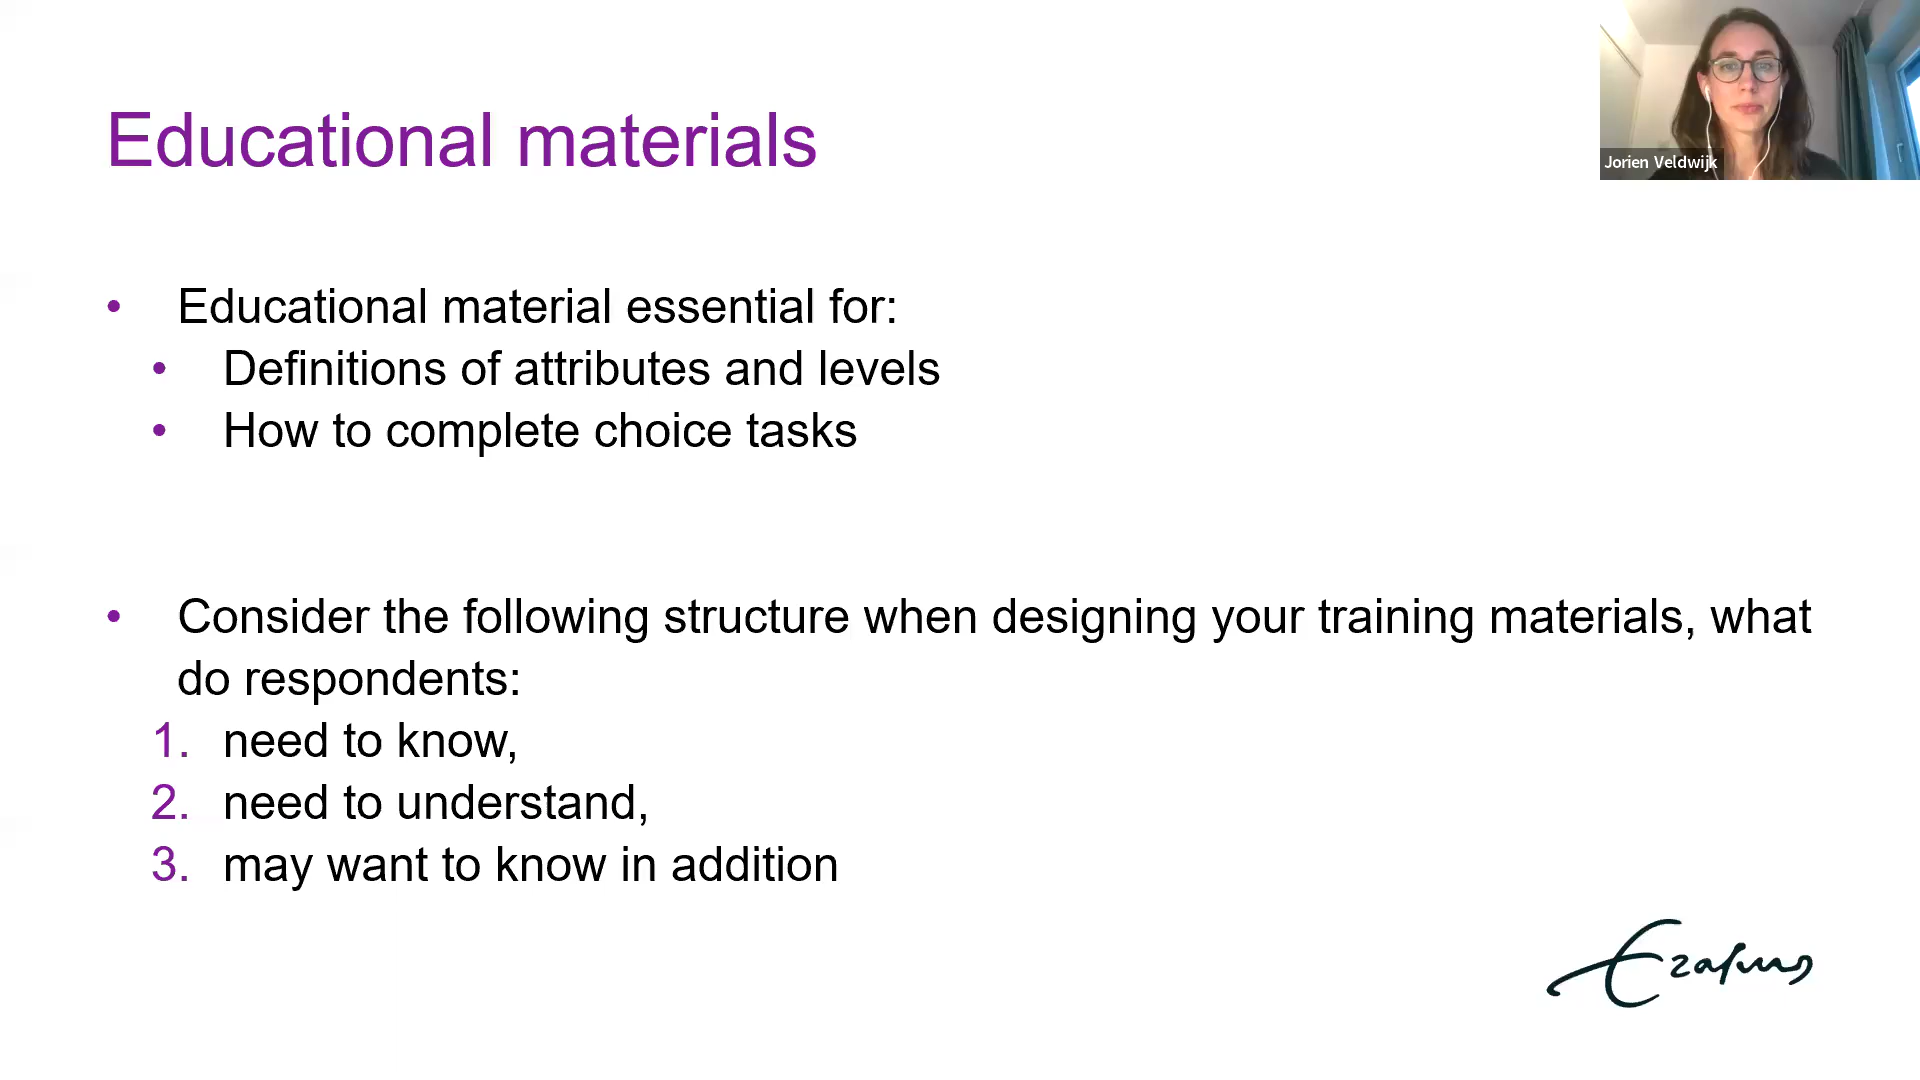 Educational materials
Jorien Veldwijk
• Educational material essential for:
• Definitions of attributes and levels
• How to complete choice tasks
• Consider the following structure when designing your training materials, what
do respondents:
1. need to know,
2. need to understand,
3. may want to know in addition
Erasmus